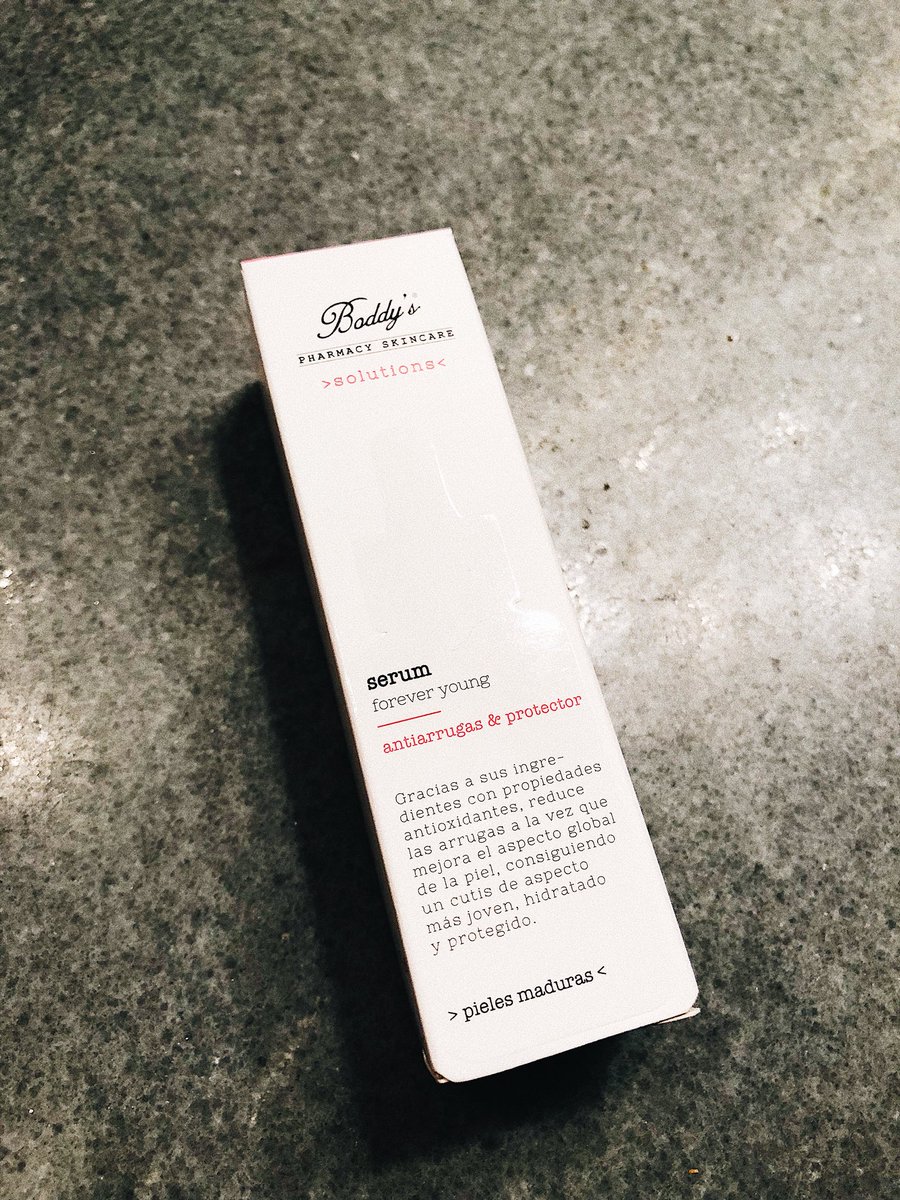 Boddy's
PHARMACY SKINCARE
>solutions<
serum
forever young
antiarrugas & protector
Gracias a sus ingre-
dientes con propiedades
antioxidantes, reduce
las arrugas a la vez que
mejora el aspecto global
de la piel, consiguiendo
un cutis de aspecto
más joven, hidratado
y protegido.
> pieles maduras <